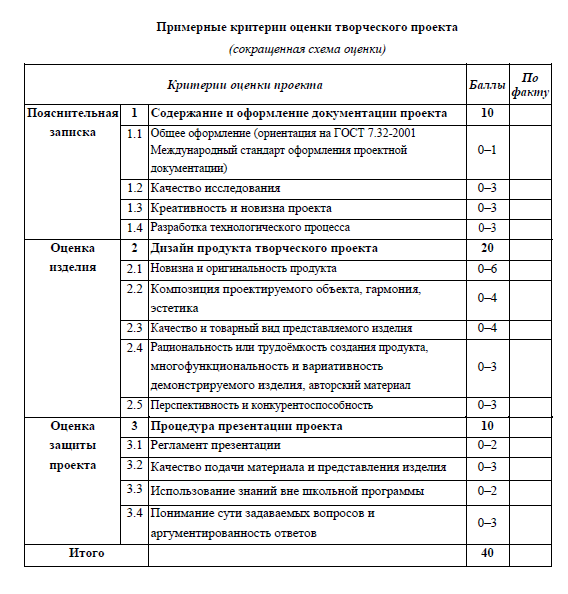 Примерные критерии оценки творческого проекта
(сокращенная схема оценки)
Критерии оценки проекта Баллы По факту
Пояснительная записка 1 Содержание и оформление документации проекта 10
1.1 Общее оформление (ориентация на ГОСТ 7.32-2001
Международный стандарт оформления проектной
документации) 0–1
1.2 Качество исследования 0–3
1.3 Креативность и новизна проекта 0–3
1.4 Разработка технологического процесса 0–3
Оценка изделия 2 Дизайн продукта творческого проекта 20
2.1 Новизна и оригинальность продукта 0–6
2.2 Композиция проектируемого объекта, гармония,
эстетика 0–4
2.3 Качество и товарный вид представляемого изделия 0–4
2.4 Рациональность или трудоёмкость создания продукта,
многофункциональность и вариативность
демонстрируемого изделия, авторский материал 0–3
2.5 Перспективность и конкурентоспособность 0–3
Оценка защиты проекта 3 Процедура презентации проекта 10
3.1 Регламент презентации 0–2
3.2 Качество подачи материала и представления изделия 0–3
3.3 Использование знаний вне школьной программы 0–2
3.4 Понимание сути задаваемых вопросов и
аргументированность ответов 0–3
Итого 40